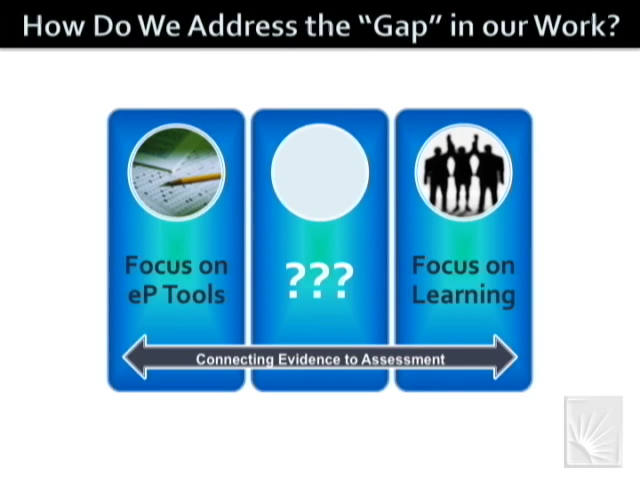 How Do We Address the “Gap” in our Work?
Focus on
eP Tools
???
Focus on
Learning
Connecting Evidence to Assessment